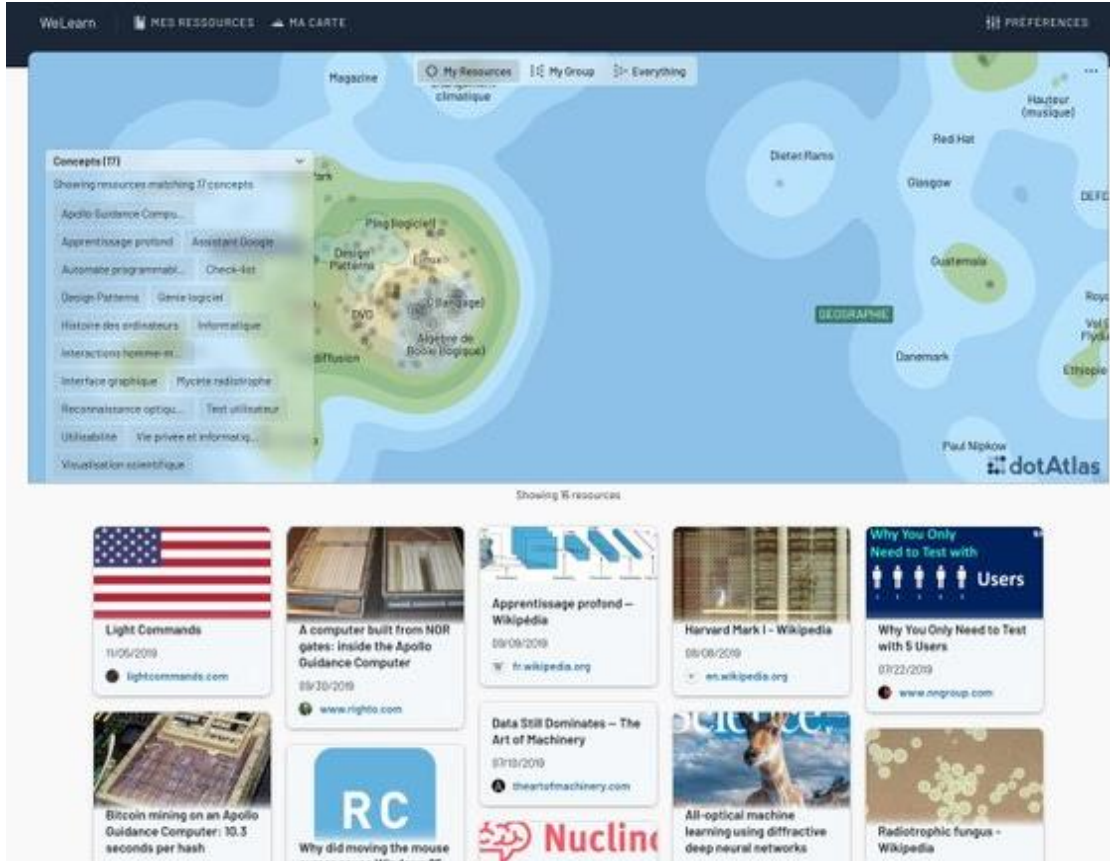 WeLearn
MES RESSOURCES
MA CARTE
PRÉFÉRENCES
My Resources
My Group
Everything
Magazine
climatique
Hauteur
(musique)
Red Hat
Dieter Rams
Glasgow
Concepts (17)
Showing resources matching 17 concepts
Apollo Guidance Compu...
Apprentissage profond
Assistant Google
Automate programmabl...
Check-list
Design Patterns
Génie logiciel
Histoire des ordinateurs
Informatique
Interactions homme-m...
Interface graphique
Mycète radiotrophe
Reconnaissance optiqu...
Test utilisateur
Utilisabilité
Vie privée et informatiq...
Visualisation scientifique
Ping (logiciel)
Design
Patterns
Linux
C (langage)
DVD
Algèbre de
Boole (logique)
diffusion
Guatemala
GÉOGRAPHIE
Danemark
Ethiopie
Paul Nipkow
dotAtlas
Showing 16 resources
Light Commands
11/05/2019
lightcommands.com
A computer built from NOR
gates: inside the Apollo
Guidance Computer
09/30/2019
www.righto.com
Apprentissage profond —
Wikipédia
09/09/2019
W fr.wikipedia.org
Harvard Mark I - Wikipedia
08/08/2019
en.wikipedia.org
Why You Only
Need to Test with
Users
Why You Only Need to Test
with 5 Users
07/22/2019
www.nngroup.com
Bitcoin mining on an Apollo
Guidance Computer: 10.3
seconds per hash
RC
Why did moving the mouse
Data Still Dominates — The
Art of Machinery
07/10/2019
theartofmachinery.com
Nucline
science
All-optical machine
learning using diffractive
deep neural networks
Radiotrophic fungus -
Wikipedia